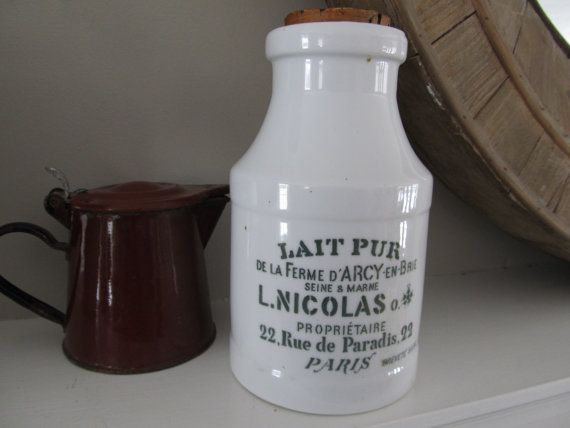 LAIT PUR
DE LA FERME D'ARCY-EN-BRIE
SEINE & MARNE
L.NICOLAS O.
PROPRIÉTAIRE
22, Rue de Paradis, 22
PARIS